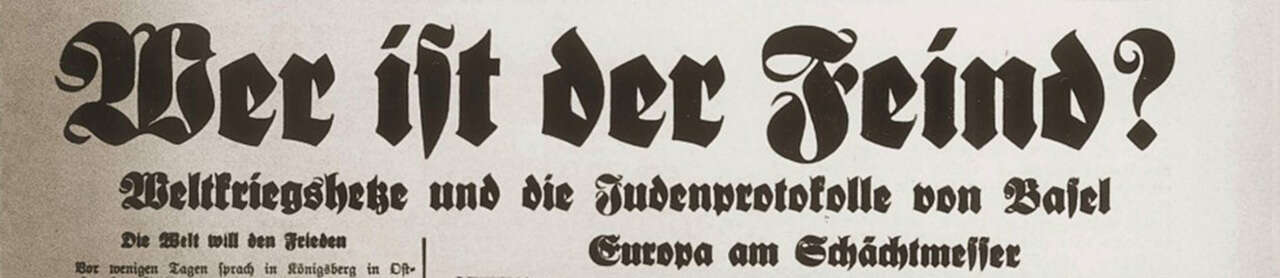 Wer ist der Feind?
Weltkriegshetze und die Judenprotokolle von Basel
Die Welt will den Frieden
Vor wenigen Tagen sprach in Königsberg in Ost-
Europa am Schächtmesser